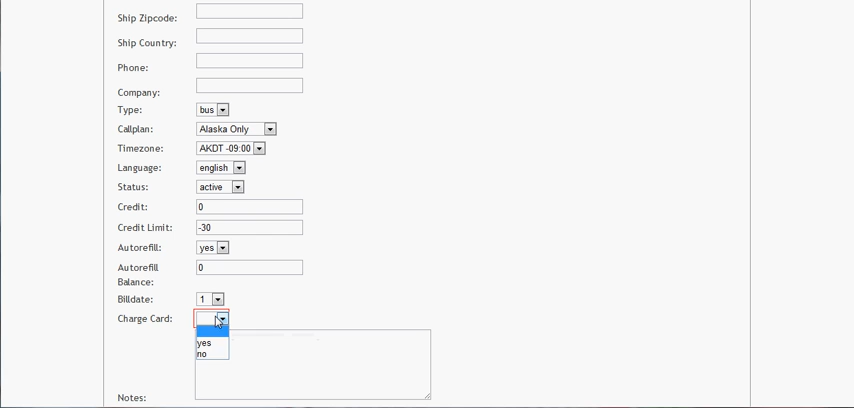 Ship Zipcode:
Ship Country:
Phone:
Company:
Type: bus
Callplan: Alaska Only
Timezone: AKDT -09:00
Language: english
Status: active
Credit: 0
Credit Limit: -30
Autorefill: yes
Autorefill 0
Balance:
Billdate: 1
Charge Card:
yes
no
Notes: